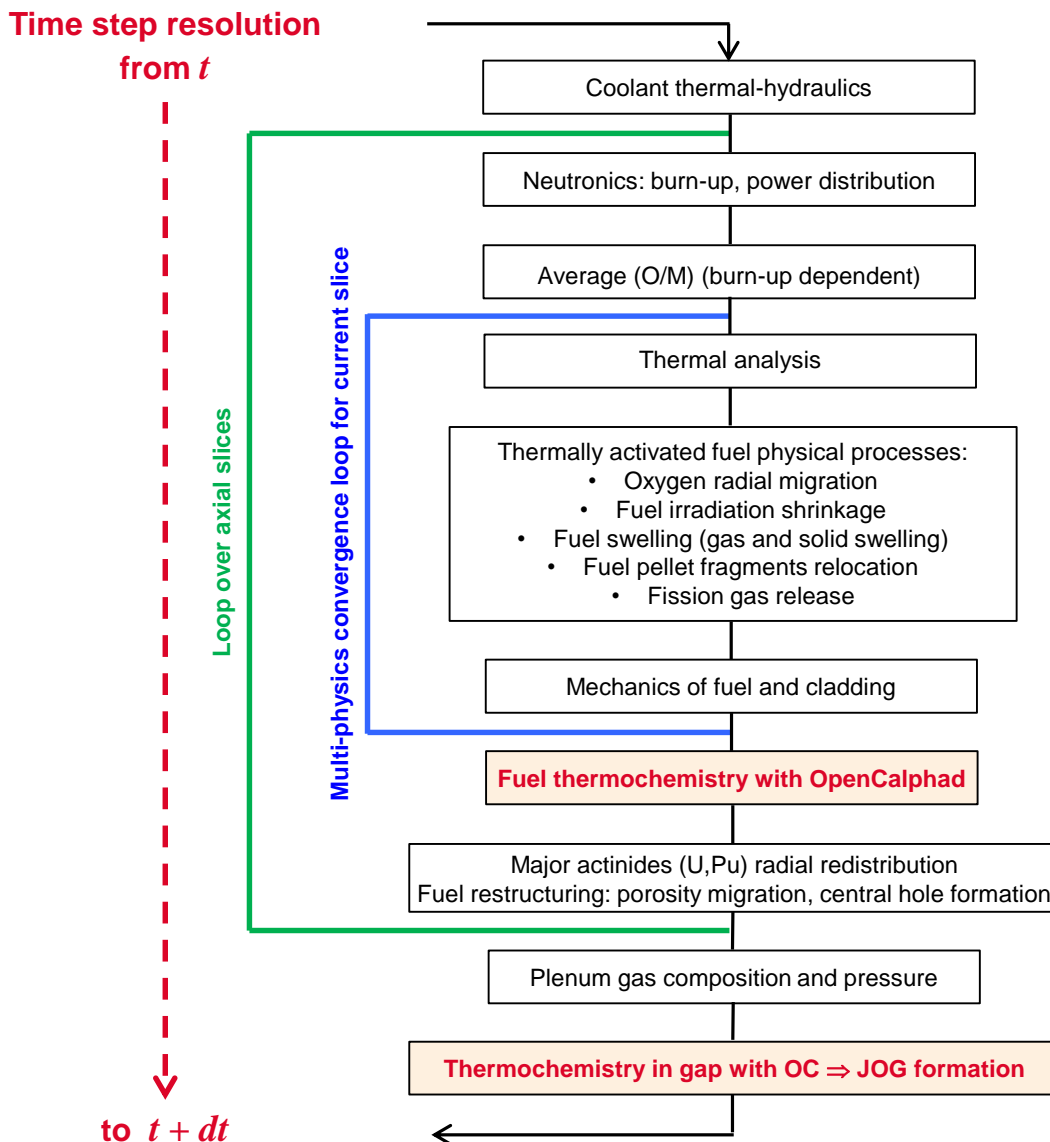 Time step resolution
from t
Coolant thermal-hydraulics
Neutronics: burn-up, power distribution
Average (O/M) (burn-up dependent)
Loop over axial slices
Multi-physics convergence loop for current slice
Thermal analysis
Thermally activated fuel physical processes:
• Oxygen radial migration
• Fuel irradiation shrinkage
• Fuel swelling (gas and solid swelling)
• Fuel pellet fragments relocation
• Fission gas release
Mechanics of fuel and cladding
Fuel thermochemistry with OpenCalphad
Major actinides (U,Pu) radial redistribution
Fuel restructuring: porosity migration, central hole formation
Plenum gas composition and pressure
Thermochemistry in gap with OC ⇒ JOG formation
to t + dt